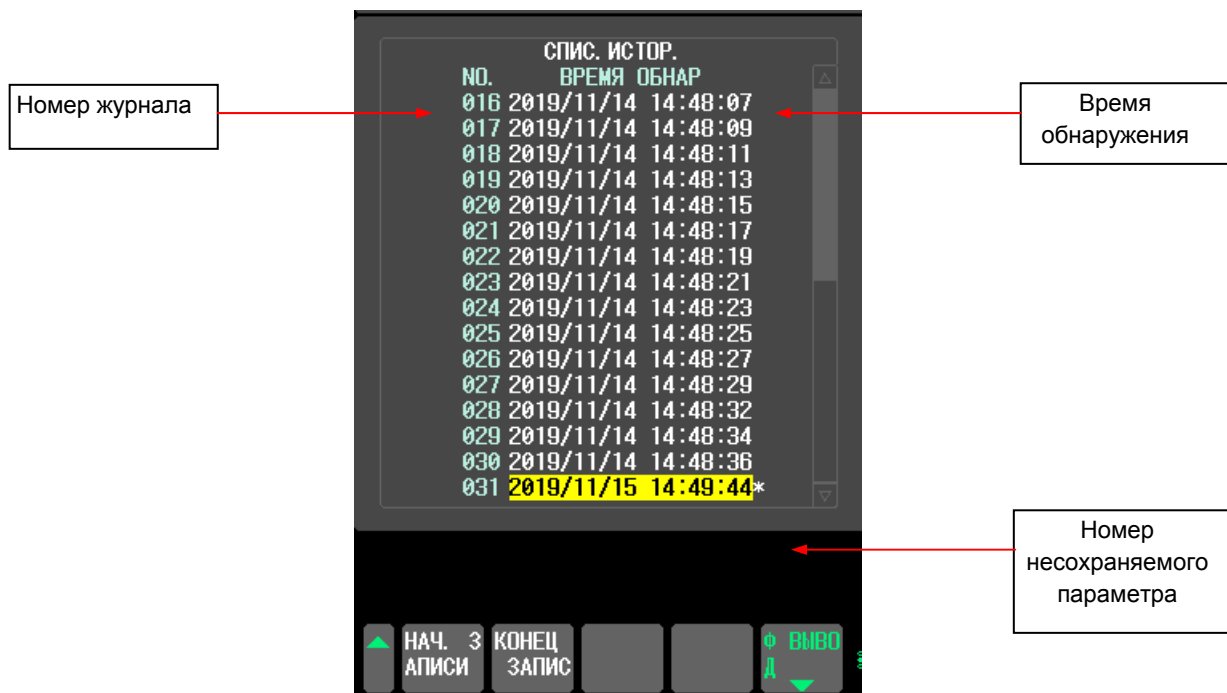 СПИС. ИСТОР.
NO. ВРЕМЯ ОБНАР
016 2019/11/14 14:48:07
017 2019/11/14 14:48:09
018 2019/11/14 14:48:11
019 2019/11/14 14:48:13
020 2019/11/14 14:48:15
021 2019/11/14 14:48:17
022 2019/11/14 14:48:19
023 2019/11/14 14:48:21
024 2019/11/14 14:48:23
025 2019/11/14 14:48:25
026 2019/11/14 14:48:27
027 2019/11/14 14:48:29
028 2019/11/14 14:48:32
029 2019/11/14 14:48:34
030 2019/11/14 14:48:36
031 2019/11/15 14:49:44*
Номер журнала
Время
обнаружения
Номер
несохраняемого
параметра
НАЧ. З
АПИСИ
КОНЕЦ
ЗАПИС
Ф ВЫВО
Д